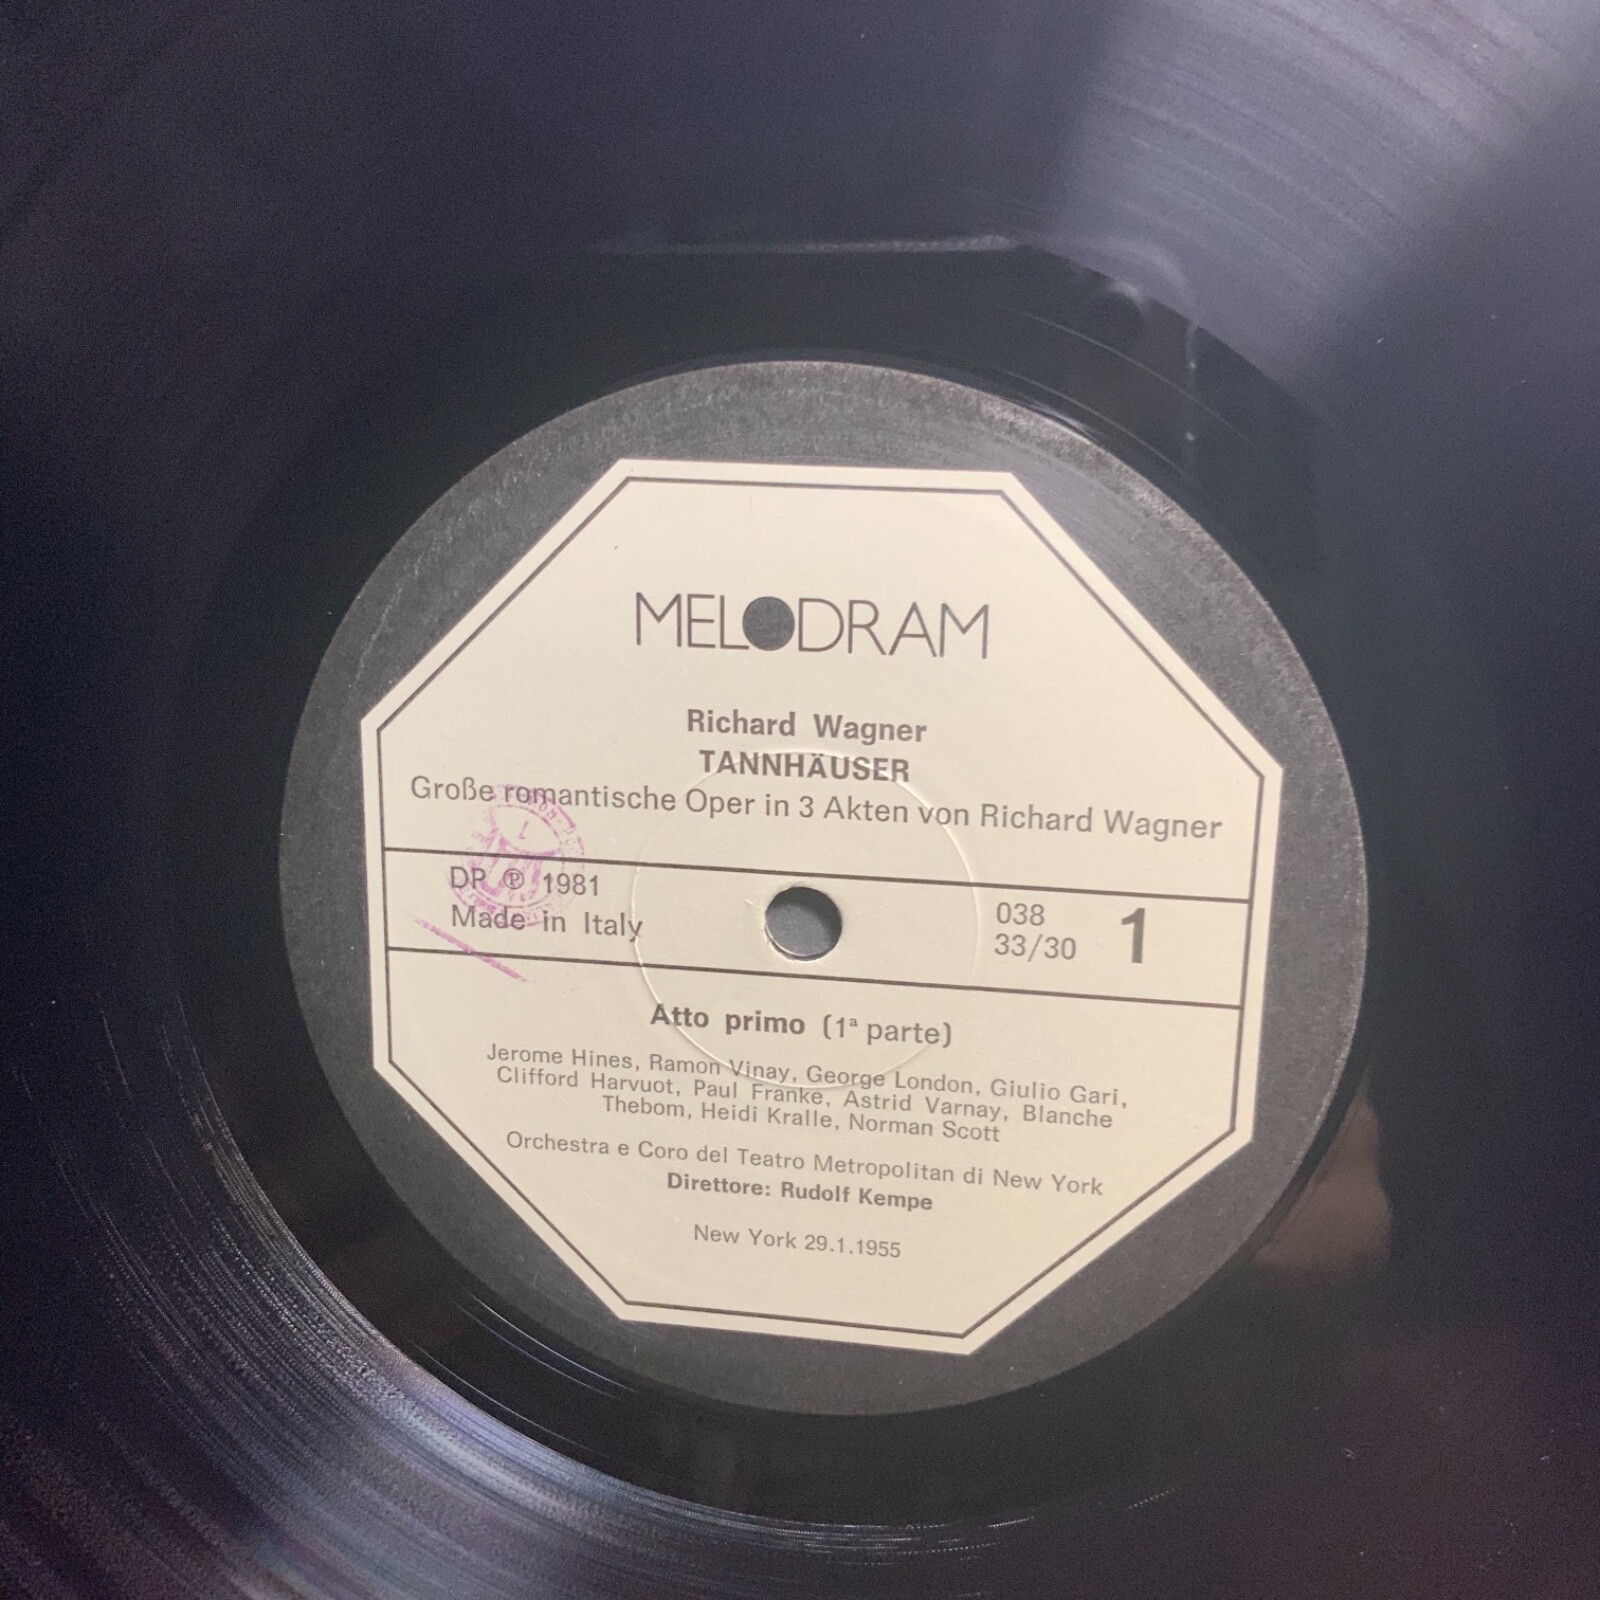 MELODRAM
Richard Wagner
TANNHÄUSER
Große romantische Oper in 3 Akten von Richard Wagner
DP ℗ 1981
Made in Italy
038
33/30
1
Atto primo (1ª parte)
Jerome Hines, Ramon Vinay, George London, Giulio Gari,
Clifford Harvuot, Paul Franke, Astrid Varnay, Blanche
Thebom, Heidi Kralle, Norman Scott
Orchestra e Coro del Teatro Metropolitan di New York
Direttore: Rudolf Kempe
New York 29.1.1955